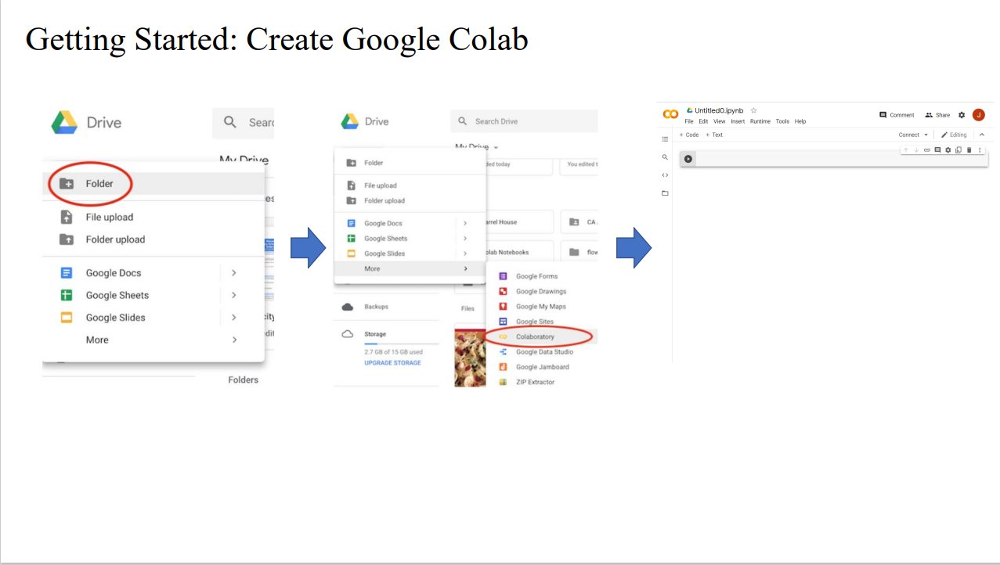 Getting Started: Create Google Colab
Drive
My Drive
Folder
File upload
Folder upload
Google Docs
Google Sheets
Google Slides
More
Folders
Drive
Search Drive
My Drive
Folder
File upload
Folder upload
Google Docs
Google Sheets
Google Slides
More
ded today
You edited t
arrel House
CA
olab Notebooks
flow
Backups
Files
Storage
2.7 GB of 15 GB used
UPGRADE STORAGE
Google Forms
Google Drawings
Google My Maps
Google Sites
Colaboratory
Google Data Studio
Google Jamboard
ZIP Extractor
Untitled0.ipynb
File Edit View Insert Runtime Tools Help
Comment Share J
+ Code + Text
Connect Editing